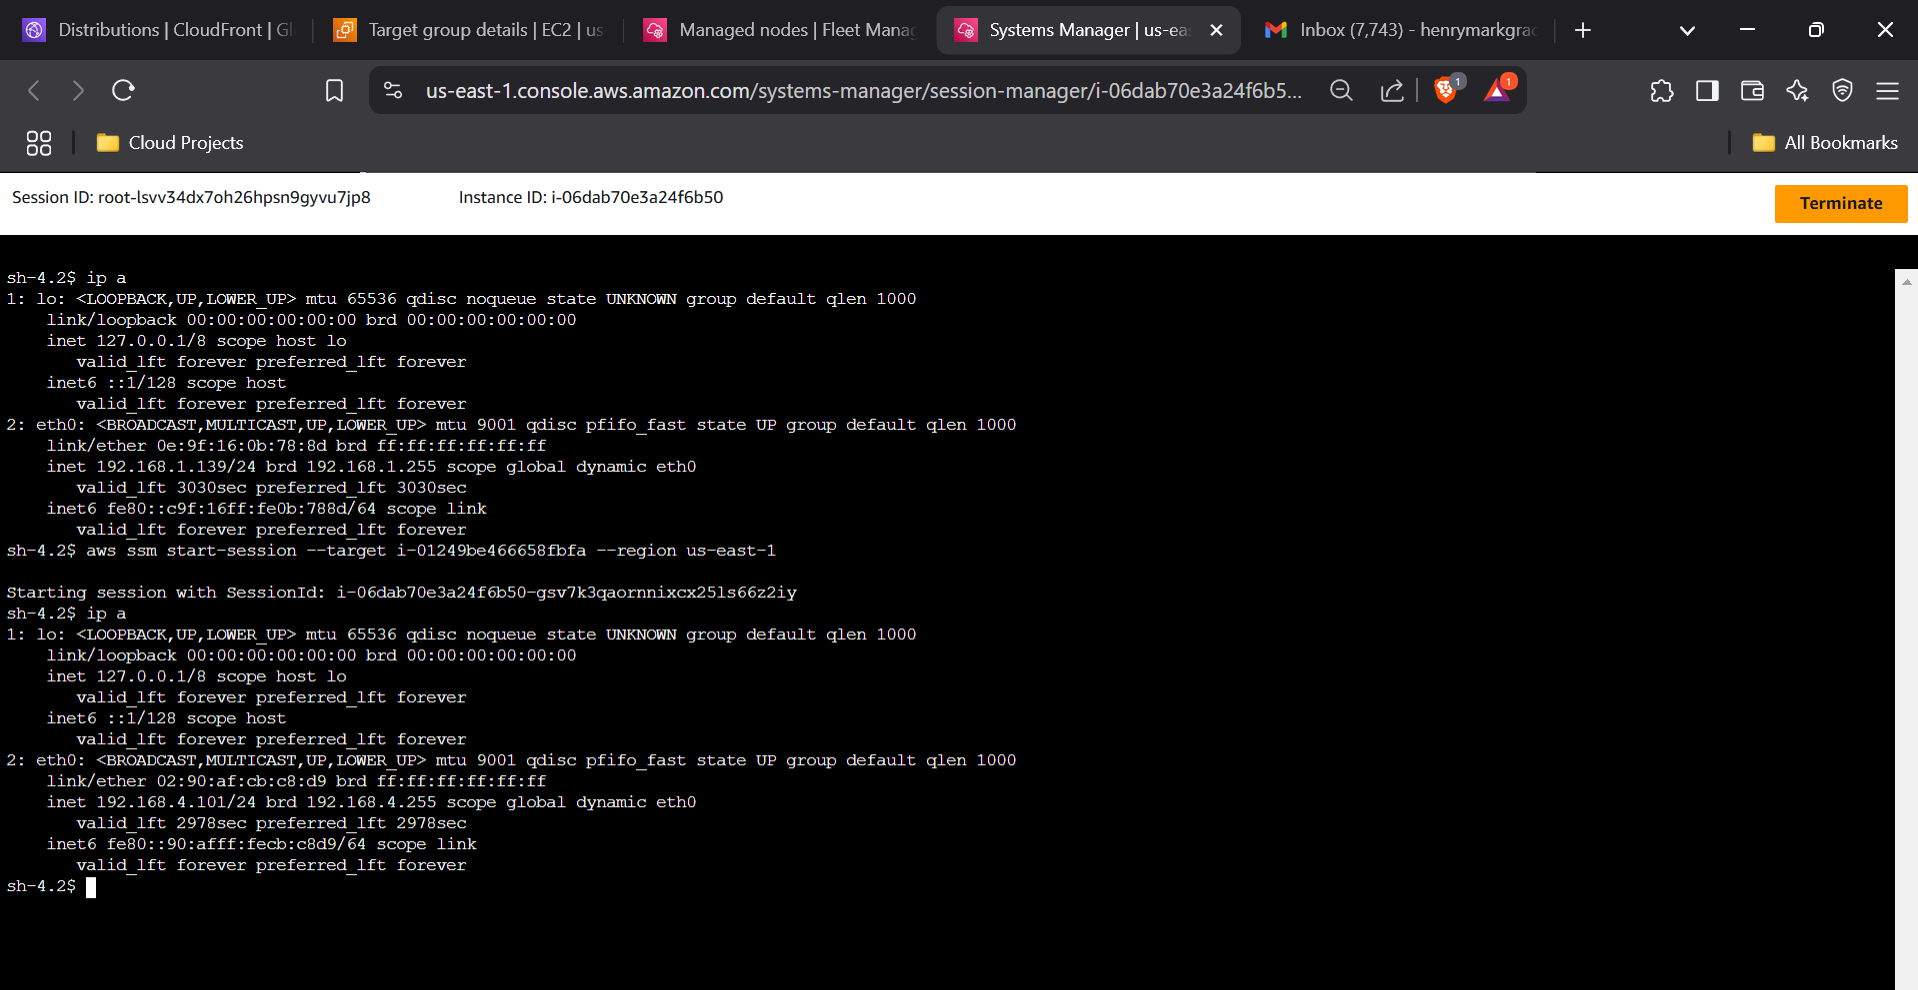 Distributions | CloudFront | Gl
Target group details | EC2 | us
Managed nodes | Fleet Mana
Systems Manager | us-ea
Inbox (7,743) - henrymarkgra
us-east-1.console.aws.amazon.com/systems-manager/session-manager/i-06dab70e3a24f6b5...
1
1
Cloud Projects
All Bookmarks
Session ID: root-lsvv34dx7oh26hpsn9gyvu7jp8
Instance ID: i-06dab70e3a24f6b50
Terminate
sh-4.2$ ip a
1: lo: <LOOPBACK,UP,LOWER_UP> mtu 65536 qdisc noqueue state UNKNOWN group default qlen 1000
link/loopback 00:00:00:00:00:00 brd 00:00:00:00:00:00
inet 127.0.0.1/8 scope host lo
valid_lft forever preferred_lft forever
inet6 ::1/128 scope host
valid_lft forever preferred_lft forever
2: eth0: <BROADCAST,MULTICAST,UP,LOWER_UP> mtu 9001 qdisc pfifo_fast state UP group default qlen 1000
link/ether 0e:9f:16:0b:78:8d brd ff:ff:ff:ff:ff:ff
inet 192.168.1.139/24 brd 192.168.1.255 scope global dynamic eth0
valid_lft 3030sec preferred_lft 3030sec
inet6 fe80::c9f:16ff:fe0b:788d/64 scope link
valid_lft forever preferred_lft forever
sh-4.2$ aws ssm start-session --target i-01249be466658fbfa --region us-east-1
Starting session with SessionId: i-06dab70e3a24f6b50-gsv7k3qaornnixcx25ls66z2iy
sh-4.2$ ip a
1: lo: <LOOPBACK,UP,LOWER_UP> mtu 65536 qdisc noqueue state UNKNOWN group default qlen 1000
link/loopback 00:00:00:00:00:00 brd 00:00:00:00:00:00
inet 127.0.0.1/8 scope host lo
valid_lft forever preferred_lft forever
inet6 ::1/128 scope host
valid_lft forever preferred_lft forever
2: eth0: <BROADCAST,MULTICAST,UP,LOWER_UP> mtu 9001 qdisc pfifo_fast state UP group default qlen 1000
link/ether 02:90:af:cb:c8:d9 brd ff:ff:ff:ff:ff:ff
inet 192.168.4.101/24 brd 192.168.4.255 scope global dynamic eth0
valid_lft 2978sec preferred_lft 2978sec
inet6 fe80::90:afff:fecb:c8d9/64 scope link
valid_lft forever preferred_lft forever
sh-4.2$